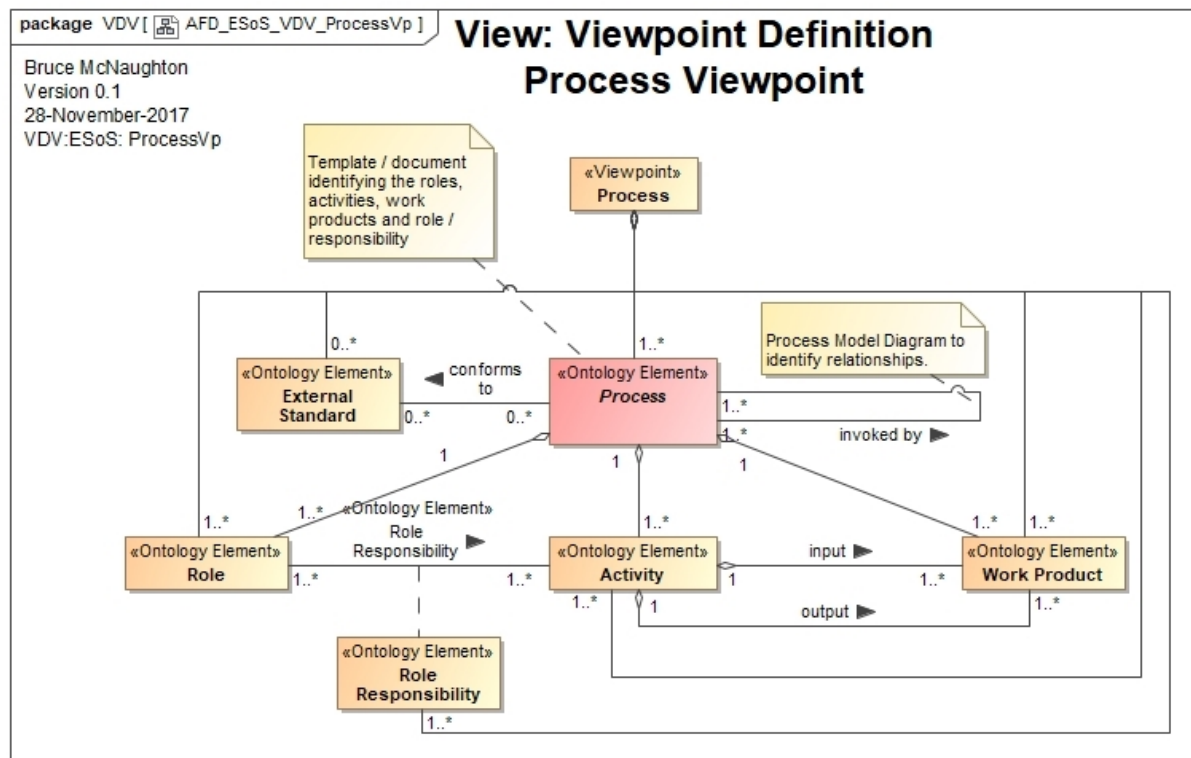 package VDV [ AFD_ESoS_VDV_ProcessVp ]
View: Viewpoint Definition
Process Viewpoint
Bruce McNaughton
Version 0.1
28-November-2017
VDV:ESoS: ProcessVp
Template / document
identifying the roles,
activities, work
products and role /
responsibility
«Viewpoint»
Process
0..*
1..*
Process Model Diagram to
identify relationships.
«Ontology Element»
External
Standard
conforms
to
0..*
0..*
«Ontology Element»
Process
1..*
1..*
invoked by
1
1
1
1..*
1..*
1..*
1..*
1..*
«Ontology Element»
Role
Responsibility
«Ontology Element»
Role
1..*
1..*
«Ontology Element»
Activity
input
1
1..*
«Ontology Element»
Work Product
1..*
1
output
1..*
«Ontology Element»
Role
Responsibility
1..*